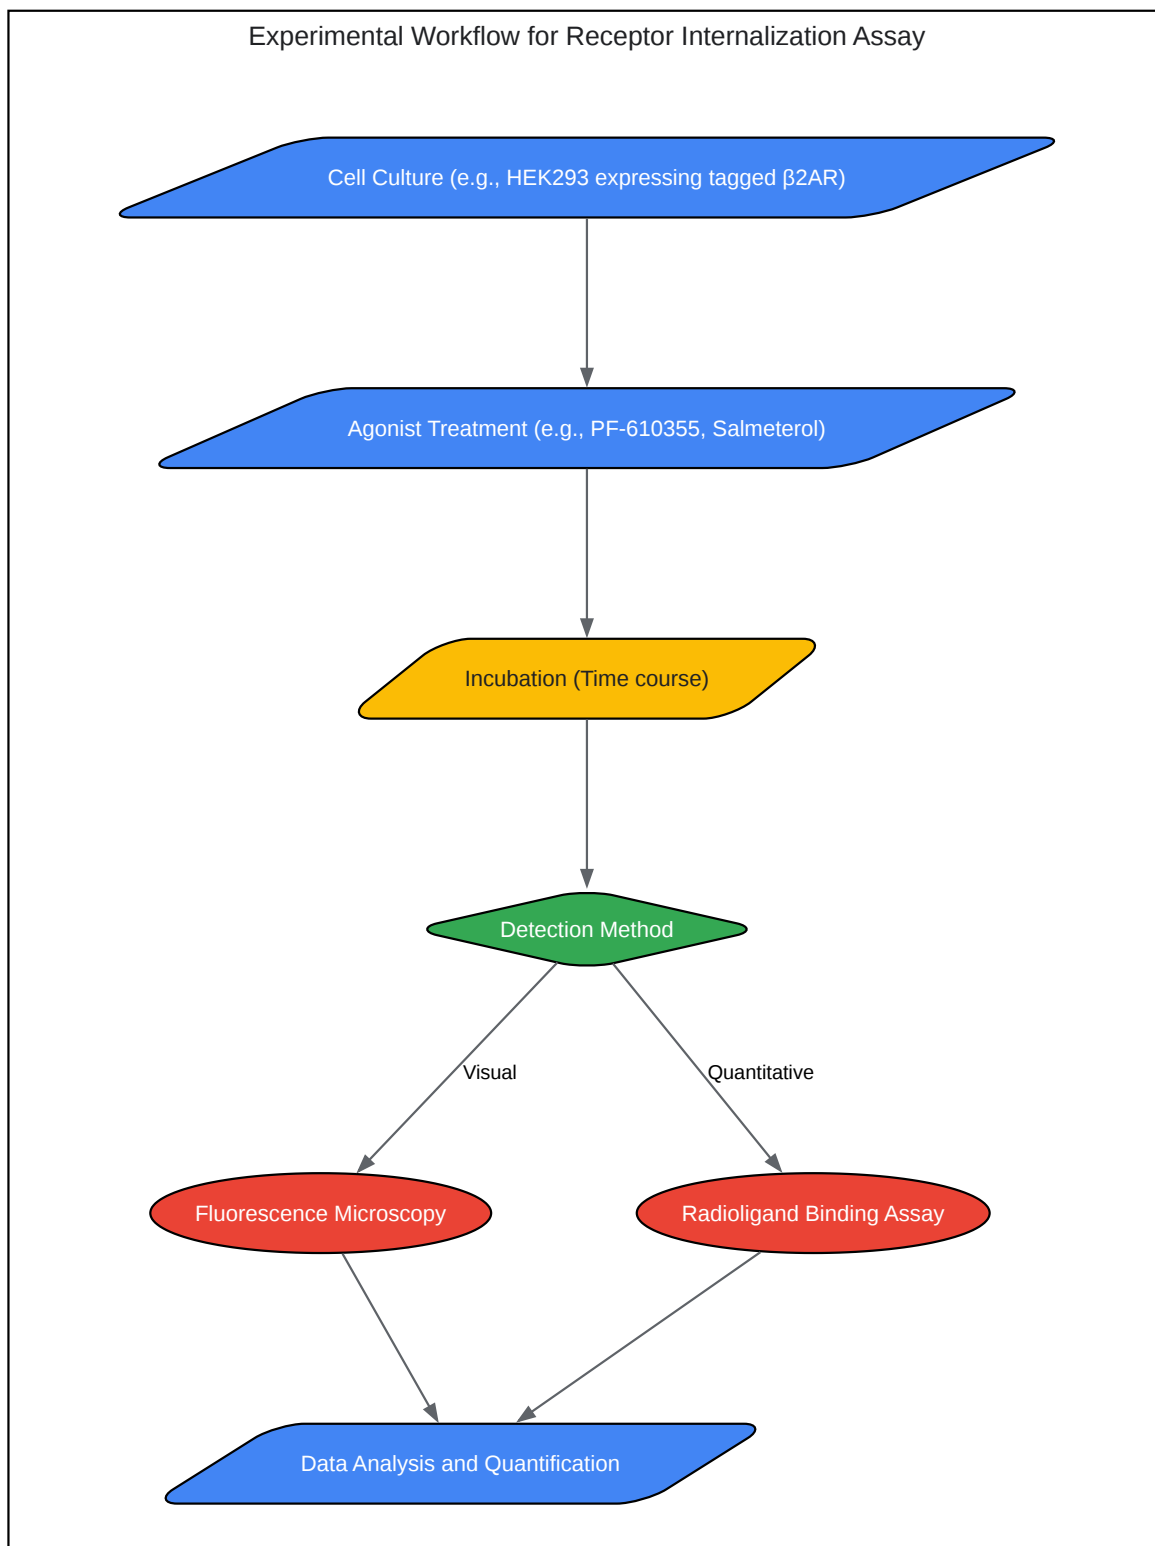 Experimental Workflow for Receptor Internalization Assay
Cell Culture (e.g., HEK293 expressing tagged β2AR)
Agonist Treatment (e.g., PF-610355, Salmeterol)
Incubation (Time course)
Detection Method
Visual
Quantitative
Fluorescence Microscopy
Radioligand Binding Assay
Data Analysis and Quantification